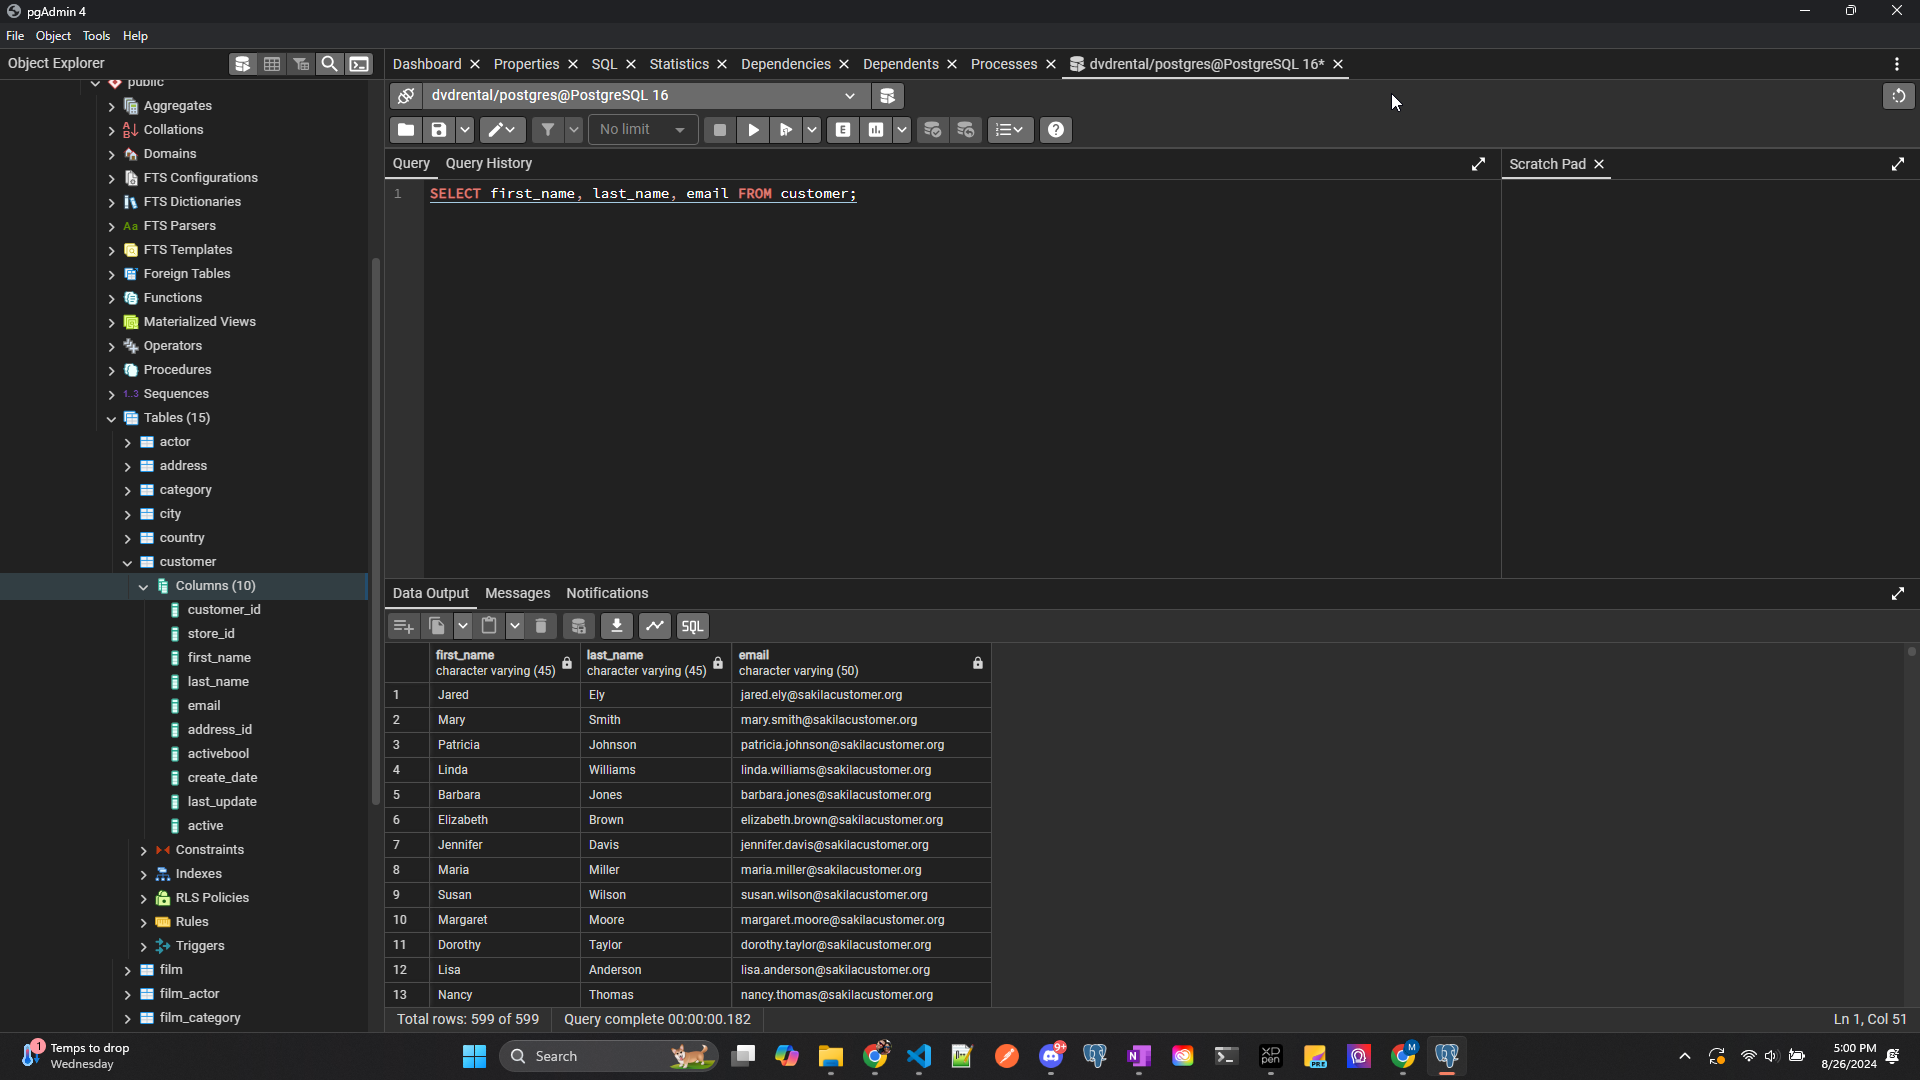 pgAdmin 4
File Object Tools Help
Object Explorer
Dashboard Properties SQL Statistics Dependencies Dependents Processes dvdrental/postgres@PostgreSQL 16*
public
Aggregates
Collations
Domains
FTS Configurations
FTS Dictionaries
Aa FTS Parsers
FTS Templates
Foreign Tables
Functions
Materialized Views
Operators
Procedures
1..3 Sequences
Tables (15)
actor
address
category
city
country
customer
Columns (10)
customer_id
store_id
first_name
last_name
email
address_id
activebool
create_date
last_update
active
Constraints
Indexes
RLS Policies
Rules
Triggers
film
film_actor
film_category
dvdrental/postgres@PostgreSQL 16
No limit
E
Query Query History
Scratch Pad
1 SELECT first_name, last_name, email FROM customer;
Data Output Messages Notifications
SQL
first_name last_name email
character varying (45) character varying (45) character varying (50)
1 Jared Ely jared.ely@sakilacustomer.org
2 Mary Smith mary.smith@sakilacustomer.org
3 Patricia Johnson patricia.johnson@sakilacustomer.org
4 Linda Williams linda.williams@sakilacustomer.org
5 Barbara Jones barbara.jones@sakilacustomer.org
6 Elizabeth Brown elizabeth.brown@sakilacustomer.org
7 Jennifer Davis jennifer.davis@sakilacustomer.org
8 Maria Miller maria.miller@sakilacustomer.org
9 Susan Wilson susan.wilson@sakilacustomer.org
10 Margaret Moore margaret.moore@sakilacustomer.org
11 Dorothy Taylor dorothy.taylor@sakilacustomer.org
12 Lisa Anderson lisa.anderson@sakilacustomer.org
13 Nancy Thomas nancy.thomas@sakilacustomer.org
Total rows: 599 of 599 Query complete 00:00:00.182 Ln 1, Col 51
1 Temps to drop
Wednesday
Search
9+
XP
pen
PRE
M
5:00 PM
8/26/2024